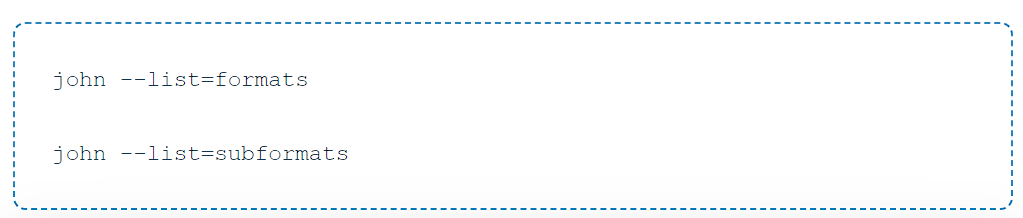 john --list=formats
john --list=subformats